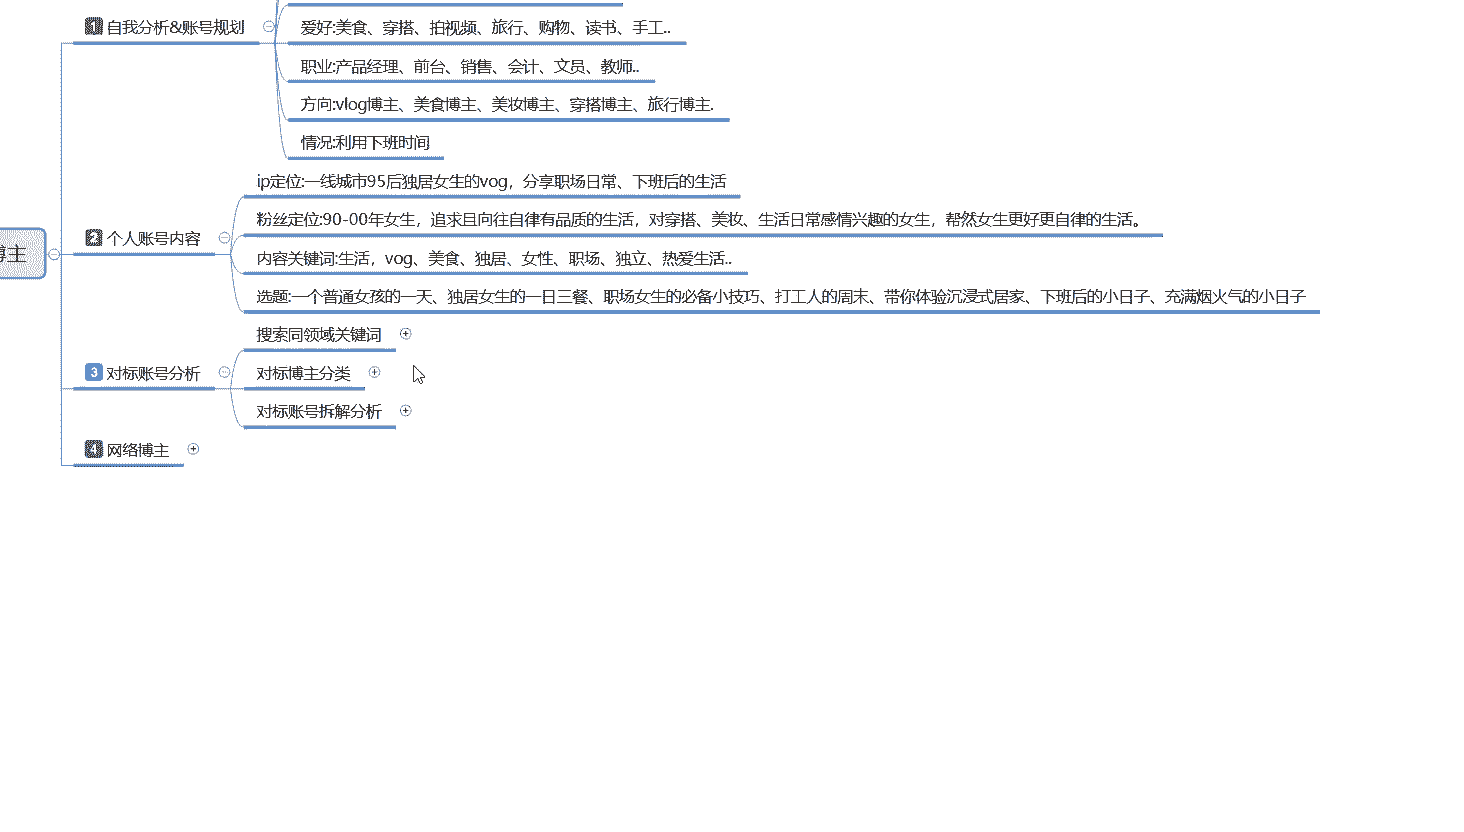 1 自我分析&账号规划
爱好:美食、穿搭、拍视频、旅行、购物、读书、手工..
职业:产品经理、前台、销售、会计、文员、教师..
方向:vlog博主、美食博主、美妆博主、穿搭博主、旅行博主.
情况:利用下班时间
博主
2 个人账号内容
ip定位:一线城市95后独居女生的vog，分享职场日常、下班后的生活
粉丝定位:90-00年女生，追求且向往自律有品质的生活，对穿搭、美妆、生活日常感情兴趣的女生，帮然女生更好更自律的生活。
内容关键词:生活，vog、美食、独居、女性、职场、独立、热爱生活..
选题:一个普通女孩的一天、独居女生的一日三餐、职场女生的必备小技巧、打工人的周末、带你体验沉浸式居家、下班后的小日子、充满烟火气的小日子
3 对标账号分析
搜索同领域关键词
对标博主分类
对标账号拆解分析
4 网络博主